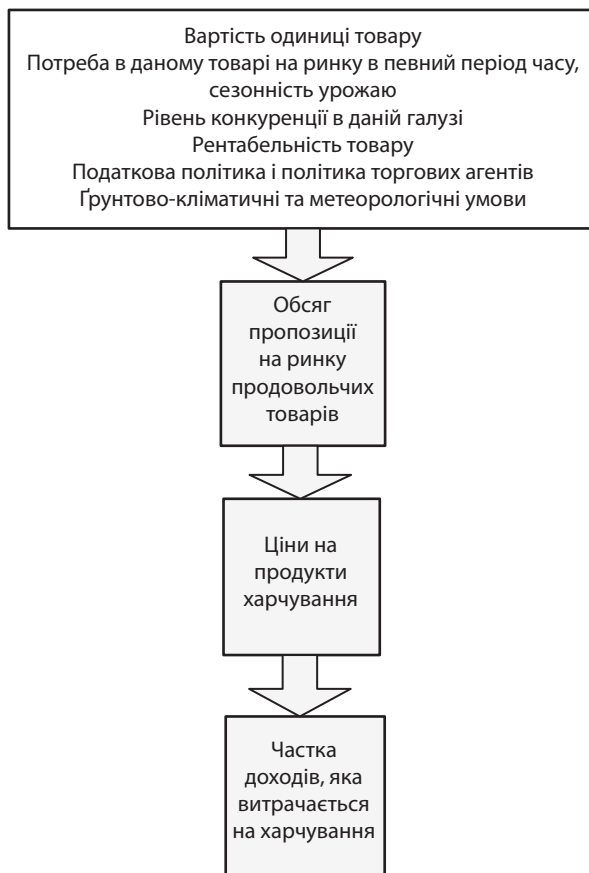 Вартість одиниці товару
Потреба в даному товарі на ринку в певний період часу,
сезонність урожаю
Рівень конкуренції в даній галузі
Рентабельність товару
Податкова політика і політика торгових агентів
Ґрунтово-кліматичні та метеорологічні умови
Обсяг
пропозиції
на ринку
продовольчих
товарів
Ціни на
продукти
харчування
Частка
доходів, яка
витрачається
на харчування